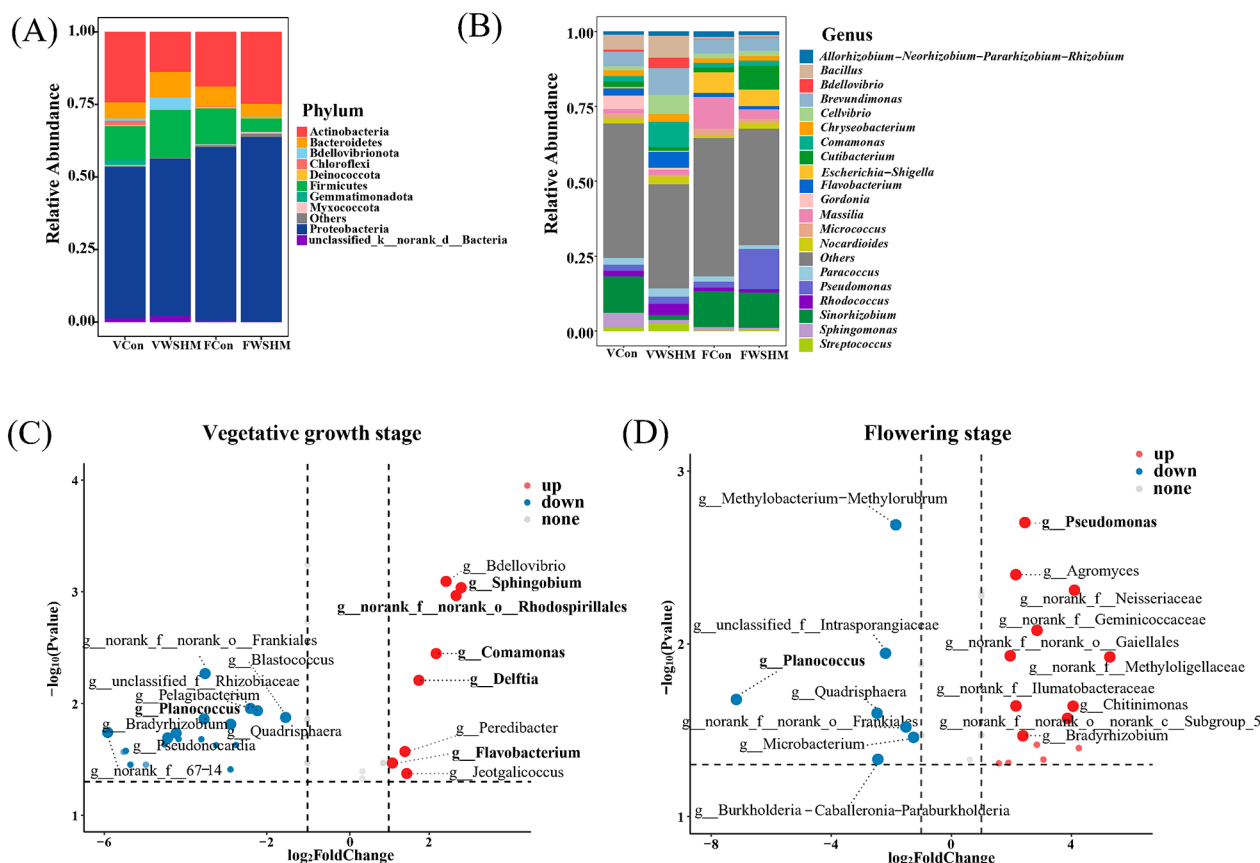 (A)
1.00
0.75
0.50
0.25
0.00
Relative Abundance
VCon
VWSHM
FCon
FWSHM
Phylum
Actinobacteria
Bacteroidetes
Bdellovibrionota
Chloroflexi
Deinococcota
Firmicutes
Gemmatimonadota
Myxococcota
Others
Proteobacteria
unclassified_k__norank_d__Bacteria
(B)
1.00
0.75
0.50
0.25
0.00
Relative Abundance
VCon
VWSHM
FCon
FWSHM
Genus
Allorhizobium-Neorhizobium-Pararhizobium-Rhizobium
Bacillus
Bdellovibrio
Brevundimonas
Cellvibrio
Chryseobacterium
Comamonas
Cutibacterium
Escherichia-Shigella
Flavobacterium
Gordonia
Massilia
Micrococcus
Nocardioides
Others
Paracoccus
Pseudomonas
Rhodococcus
Sinorhizobium
Sphingomonas
Streptococcus
(C)
Vegetative growth stage
4
3
2
1
-log₁₀(Pvalue)
up
down
none
g__Bdellovibrio
g__Sphingobium
g__norank_f__norank_o__Rhodospirillales
g__norank_f__norank_o__Frankiales
g__Comamonas
g__Blastococcus
g__unclassified_f__Rhizobiaceae
g__Delftia
g__Pelagibacterium
g__Planococcus
g__Bradyrhizobium
g__Quadrisphaera
g__Peredibacter
g__Pseudonocardia
g__Flavobacterium
g__norank_f__67-14
g__Jeotgalicoccus
-6
-2
0
2
log₂FoldChange
(D)
Flowering stage
3
2
1
-log₁₀(Pvalue)
up
down
none
g__Methylobacterium-Methylorubrum
g__Pseudomonas
g__Agromyces
g__norank_f__Neisseriaceae
g__unclassified_f__Intrasporangiaceae
g__norank_f__Geminicoccaceae
g__norank_f__norank_o__Gaiellales
g__Planococcus
g__norank_f__Methyloligellaceae
g__Quadrisphaera
g__norank_f__Ilumatobacteraceae
g__Chitinimonas
g__norank_f__norank_o__Frankiales
g__norank_f__norank_o__norank_c__Subgroup_5
g__Microbacterium
g__Bradyrhizobium
g__Burkholderia-Caballeronia-Paraburkholderia
-8
-4
0
4
log₂FoldChange